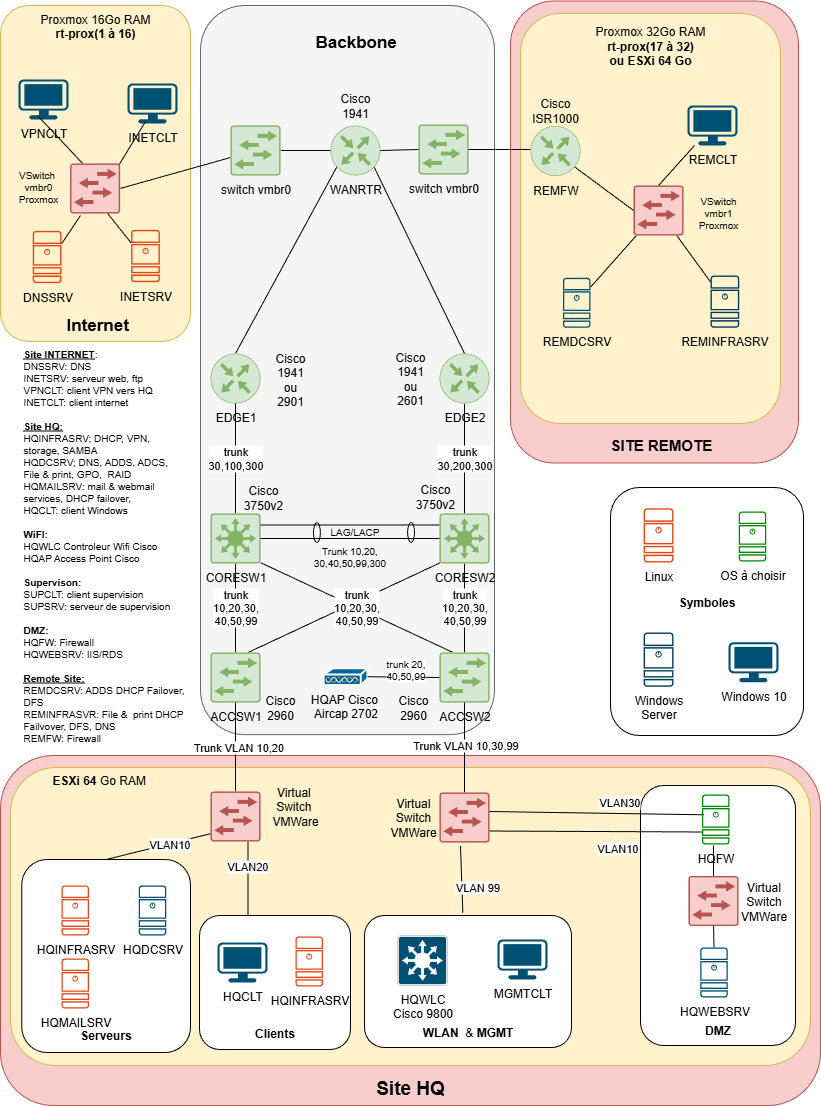 Proxmox 16Go RAM
rt-prox(1 à 16)
VPNCLT
INETCLT
VSwitch
vmbr0
Proxmox
DNSSRV
INETSRV
Internet
Backbone
Cisco
1941
switch vmbr0
WANRTR
switch vmbr0
Cisco
1941
ou
2901
EDGE1
Cisco
1941
ou
2601
EDGE2
trunk
30,100,300
trunk
30,200,300
Cisco
3750v2
Cisco
3750v2
LAG/LACP
Trunk 10,20,
30,40,50,99,300
CORESW1
CORESW2
trunk
10,20,30,
40,50,99
trunk
10,20,30,
40,50,99
trunk
10,20,30,
40,50,99
trunk 20,
40,50,99
ACCSW1
Cisco
2960
HQAP Cisco
Aircap 2702
Cisco
2960
ACCSW2
Proxmox 32Go RAM
rt-prox(17 à 32)
ou ESXi 64 Go
Cisco
ISR1000
REMFW
REMCLT
VSwitch
vmbr1
Proxmox
REMDCSRV
REMINFRASRV
SITE REMOTE
Site INTERNET:
DNSSRV: DNS
INETSRV: serveur web, ftp
VPNCLT: client VPN vers HQ
INETCLT: client internet
Site HQ:
HQINFRASRV; DHCP, VPN,
storage, SAMBA
HQDCSRV; DNS, ADDS, ADCS,
File & print, GPO, RAID
HQMAILSRV: mail & webmail
services, DHCP failover,
HQCLT: client Windows
WiFI:
HQWLC Controleur Wifi Cisco
HQAP Access Point Cisco
Supervison:
SUPCLT: client supervision
SUPSRV: serveur de supervision
DMZ:
HQFW: Firewall
HQWEBSRV: IIS/RDS
Remote Site:
REMDCSRV: ADDS DHCP Failover,
DFS
REMINFRASVR: File & print DHCP
Failvover, DFS, DNS
REMFW: Firewall
Linux
OS à choisir
Symboles
Windows
Server
Windows 10
Trunk VLAN 10,20
Trunk VLAN 10,30,99
ESXi 64 Go RAM
Virtual
Switch
VMWare
Virtual
Switch
VMWare
VLAN10
VLAN20
VLAN 99
VLAN30
VLAN10
HQINFRASRV
HQDCSRV
HQMAILSRV
Serveurs
HQCLT
HQINFRASRV
Clients
HQWLC
Cisco 9800
MGMTCLT
WLAN & MGMT
HQFW
Virtual
Switch
VMWare
HQWEBSRV
DMZ
Site HQ